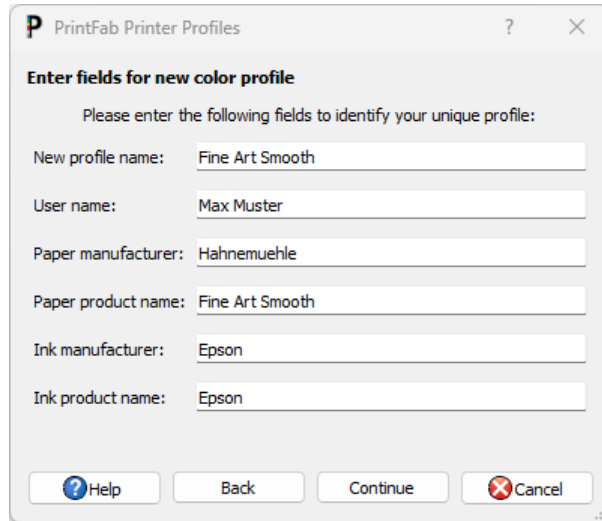 P PrintFab Printer Profiles ? 
Enter fields for new color profile
Please enter the following fields to identify your unique profile:
New profile name: Fine Art Smooth
User name: Max Muster
Paper manufacturer: Hahnemuehle
Paper product name: Fine Art Smooth
Ink manufacturer: Epson
Ink product name: Epson
? Help Back Continue Cancel